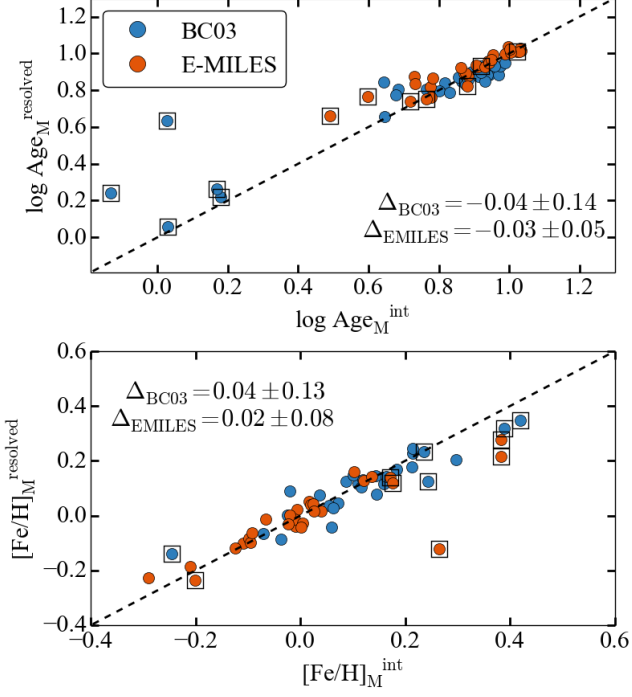 1.2
1.0
0.8
0.6
0.4
0.2
0.0
log Age_M^resolved
BC03
E-MILES
Δ_BC03 = −0.04 ± 0.14
Δ_EMILES = −0.03 ± 0.05
0.0 0.2 0.4 0.6 0.8 1.0 1.2
log Age_M^int
0.6
0.4
0.2
0.0
−0.2
−0.4
[Fe/H]_M^resolved
Δ_BC03 = 0.04 ± 0.13
Δ_EMILES = 0.02 ± 0.08
−0.4 −0.2 0.0 0.2 0.4 0.6
[Fe/H]_M^int